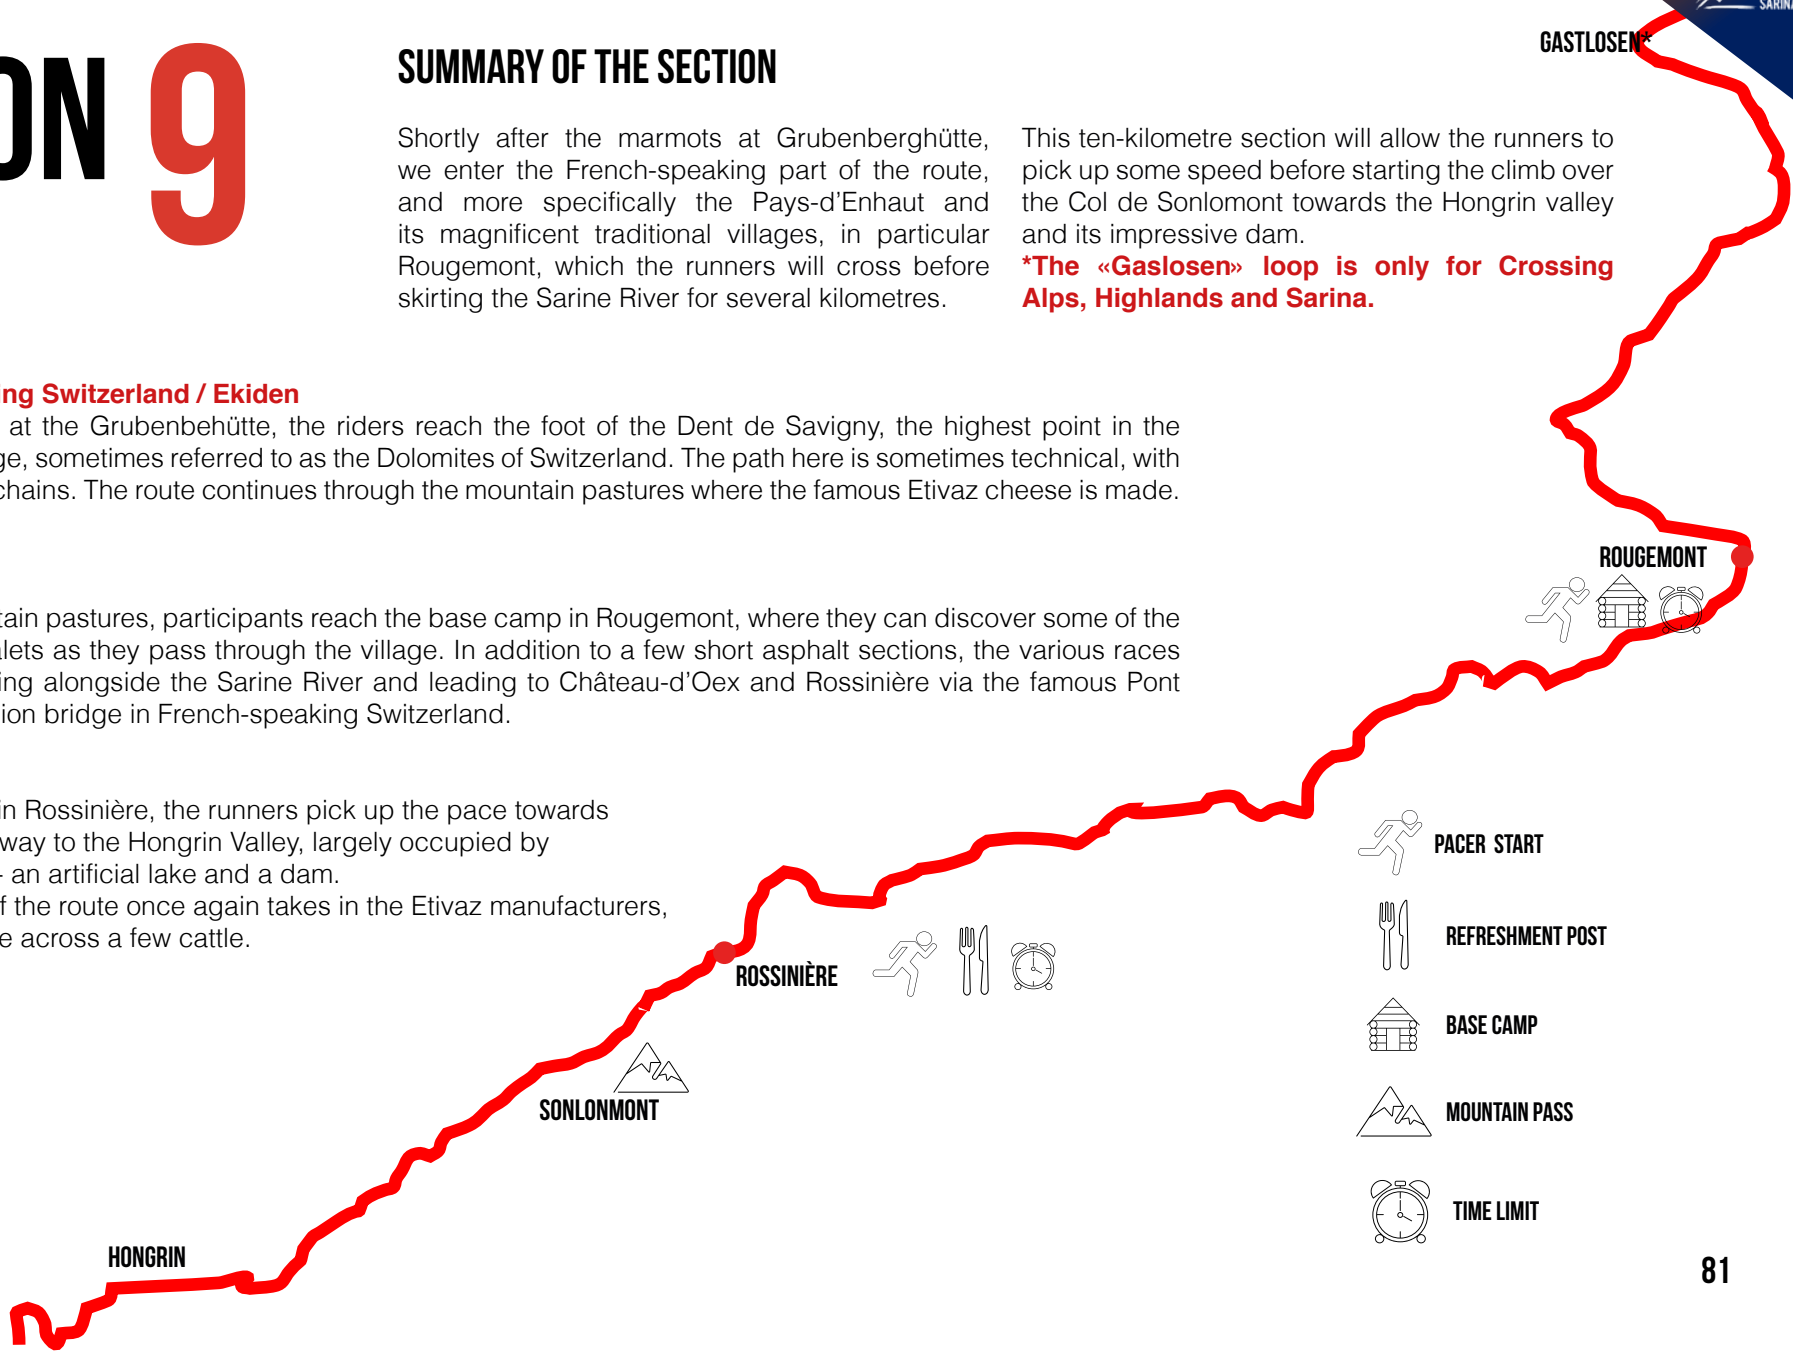 ON 9
SUMMARY OF THE SECTION
Shortly after the marmots at Grubenberghütte,
we enter the French-speaking part of the route,
and more specifically the Pays-d’Enhaut and
its magnificent traditional villages, in particular
Rougemont, which the runners will cross before
skirting the Sarine River for several kilometres.
This ten-kilometre section will allow the runners to
pick up some speed before starting the climb over
the Col de Sonlomont towards the Hongrin valley
and its impressive dam.
*The «Gaslosen» loop is only for Crossing
Alps, Highlands and Sarina.
GASTLOSEN*
SARINA
ing Switzerland / Ekiden
at the Grubenbehütte, the riders reach the foot of the Dent de Savigny, the highest point in the
ge, sometimes referred to as the Dolomites of Switzerland. The path here is sometimes technical, with
chains. The route continues through the mountain pastures where the famous Etivaz cheese is made.
tain pastures, participants reach the base camp in Rougemont, where they can discover some of the
alets as they pass through the village. In addition to a few short asphalt sections, the various races
ing alongside the Sarine River and leading to Château-d’Oex and Rossinière via the famous Pont
ion bridge in French-speaking Switzerland.
in Rossinière, the runners pick up the pace towards
way to the Hongrin Valley, largely occupied by
- an artificial lake and a dam.
f the route once again takes in the Etivaz manufacturers,
e across a few cattle.
ROUGEMONT
ROSSINIÈRE
SONLONMONT
HONGRIN
PACER START
REFRESHMENT POST
BASE CAMP
MOUNTAIN PASS
TIME LIMIT
81